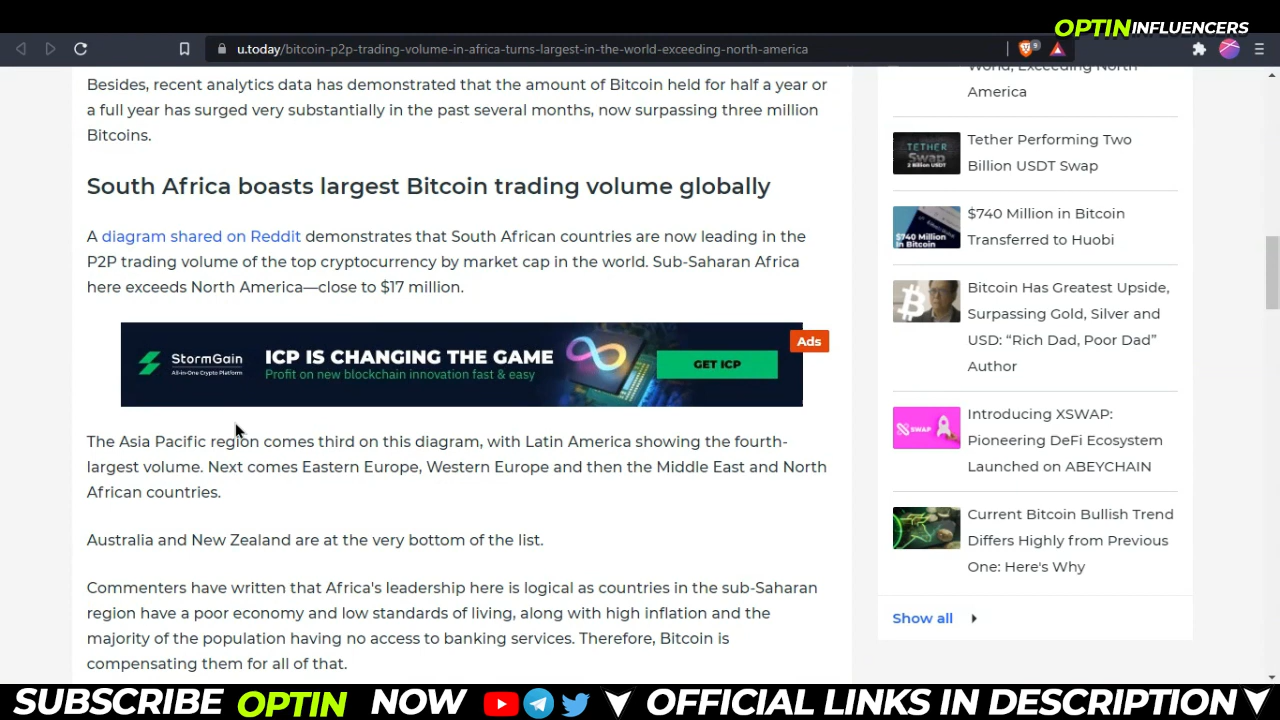 OPTIN INFLUENCERS
u.today/bitcoin-p2p-trading-volume-in-africa-turns-largest-in-the-world-exceeding-north-america
9
Besides, recent analytics data has demonstrated that the amount of Bitcoin held for half a year or
a full year has surged very substantially in the past several months, now surpassing three million
Bitcoins.
South Africa boasts largest Bitcoin trading volume globally
A diagram shared on Reddit demonstrates that South African countries are now leading in the
P2P trading volume of the top cryptocurrency by market cap in the world. Sub-Saharan Africa
here exceeds North America—close to $17 million.
StormGain
All-in-One Crypto Platform
ICP IS CHANGING THE GAME
Profit on new blockchain innovation fast & easy
GET ICP
Ads
The Asia Pacific region comes third on this diagram, with Latin America showing the fourth-
largest volume. Next comes Eastern Europe, Western Europe and then the Middle East and North
African countries.
Australia and New Zealand are at the very bottom of the list.
Commenters have written that Africa's leadership here is logical as countries in the sub-Saharan
region have a poor economy and low standards of living, along with high inflation and the
majority of the population having no access to banking services. Therefore, Bitcoin is
compensating them for all of that.
World, Exceeding North
America
TETHER
Swap
2 Billion USDT
Tether Performing Two
Billion USDT Swap
$740 Million
In Bitcoin
$740 Million in Bitcoin
Transferred to Huobi
Bitcoin Has Greatest Upside,
Surpassing Gold, Silver and
USD: “Rich Dad, Poor Dad”
Author
SWAP
Introducing XSWAP:
Pioneering DeFi Ecosystem
Launched on ABEYCHAIN
Current Bitcoin Bullish Trend
Differs Highly from Previous
One: Here's Why
Show all
SUBSCRIBE OPTIN NOW OFFICIAL LINKS IN DESCRIPTION